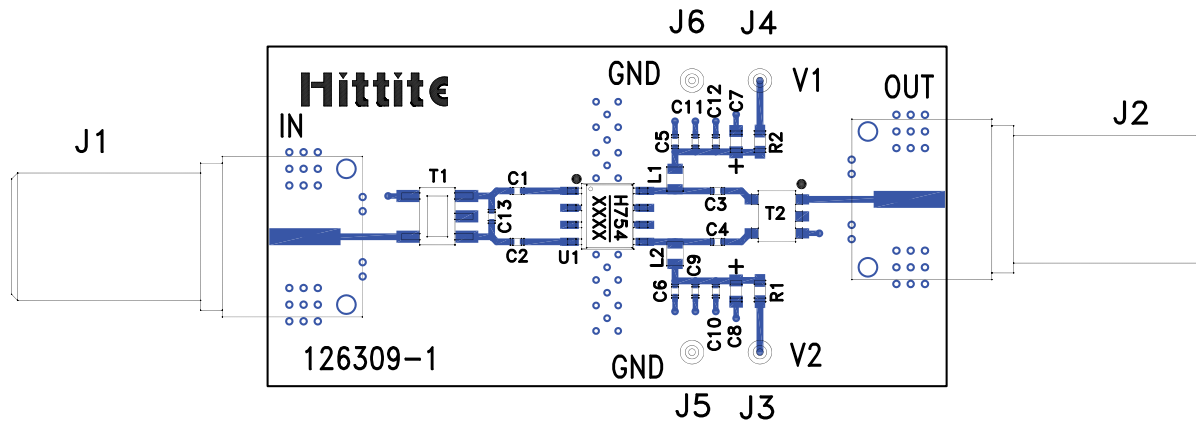 J6 J4
GND V1 OUT
Hittite
C11 C12 C7
IN
J1 J2
C5 R2
+
L1
T1 C1 C3
C13 H754 XXXX T2
C2 U1 C4
L2 C9 +
C6 R1
C10 C8
126309-1 GND V2
J5 J3